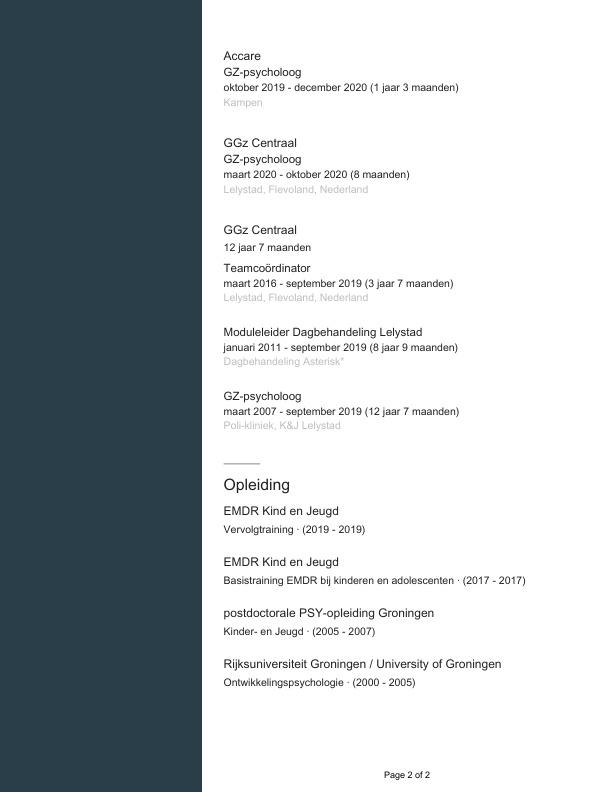 Accare
GZ-psycholoog
oktober 2019 - december 2020 (1 jaar 3 maanden)
Kampen
GGz Centraal
GZ-psycholoog
maart 2020 - oktober 2020 (8 maanden)
Lelystad, Flevoland, Nederland
GGz Centraal
12 jaar 7 maanden
Teamcoördinator
maart 2016 - september 2019 (3 jaar 7 maanden)
Lelystad, Flevoland, Nederland
Moduleleider Dagbehandeling Lelystad
januari 2011 - september 2019 (8 jaar 9 maanden)
Dagbehandeling Asterisk*
GZ-psycholoog
maart 2007 - september 2019 (12 jaar 7 maanden)
Poli-kliniek, K&J Lelystad
Opleiding
EMDR Kind en Jeugd
Vervolgtraining · (2019 - 2019)
EMDR Kind en Jeugd
Basistraining EMDR bij kinderen en adolescenten · (2017 - 2017)
postdoctorale PSY-opleiding Groningen
Kinder- en Jeugd · (2005 - 2007)
Rijksuniversiteit Groningen / University of Groningen
Ontwikkelingspsychologie · (2000 - 2005)
Page 2 of 2